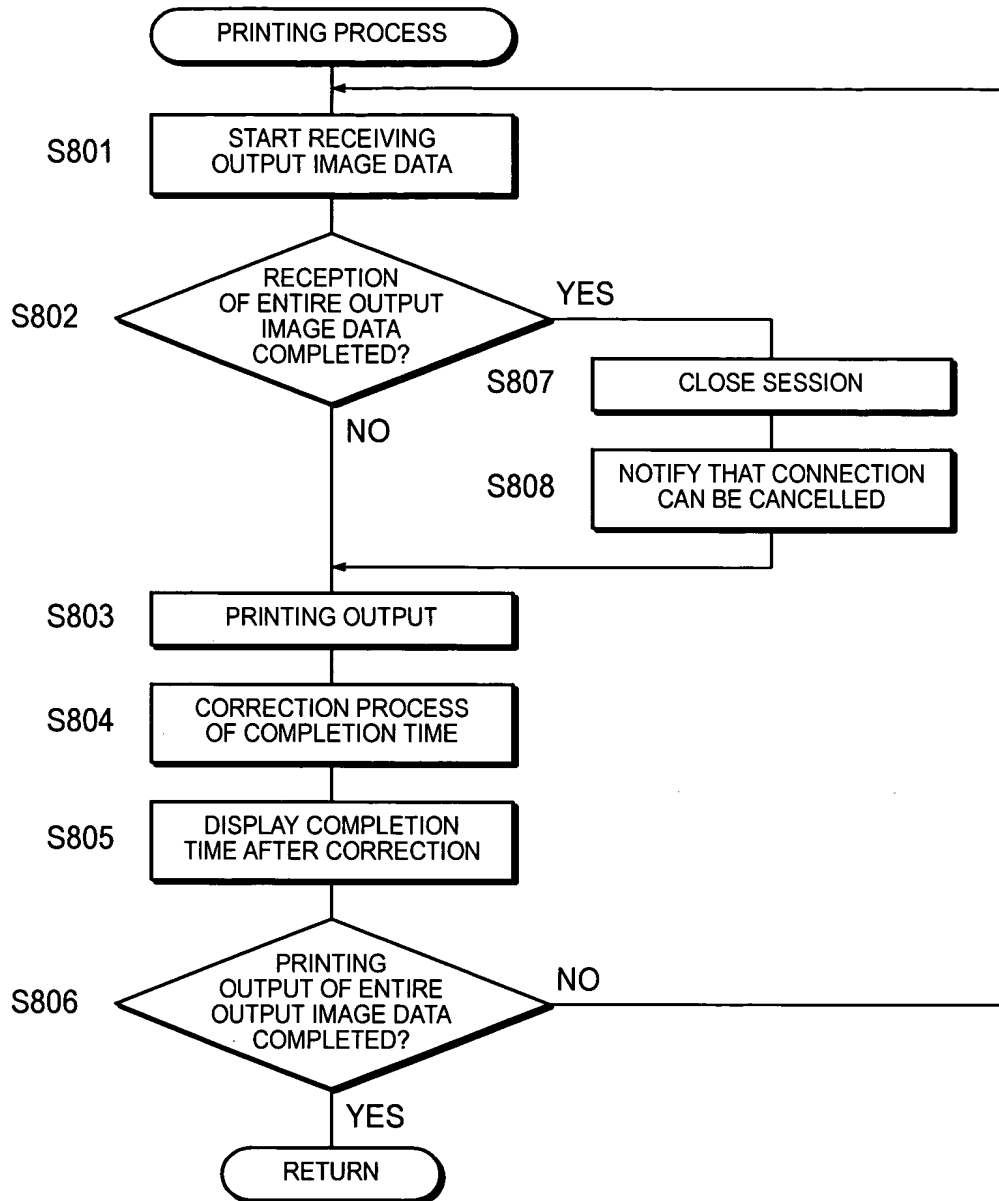 PRINTING PROCESS
S801
START RECEIVING
OUTPUT IMAGE DATA
S802
RECEPTION
OF ENTIRE OUTPUT
IMAGE DATA
COMPLETED?
YES
NO
S807
CLOSE SESSION
S808
NOTIFY THAT CONNECTION
CAN BE CANCELLED
S803
PRINTING OUTPUT
S804
CORRECTION PROCESS
OF COMPLETION TIME
S805
DISPLAY COMPLETION
TIME AFTER CORRECTION
S806
PRINTING
OUTPUT OF ENTIRE
OUTPUT IMAGE DATA
COMPLETED?
NO
YES
RETURN